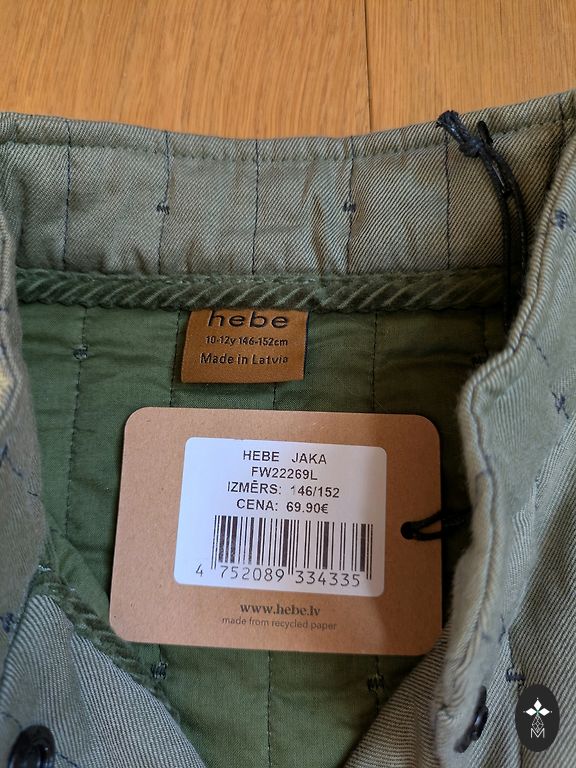 hebe
10-12y 146-152cm
Made in Latvia
HEBE JAKA
FW22269L
IZMĒRS: 146/152
CENA: 69.90€
4 752089 334335
www.hebe.lv
made from recycled paper
M